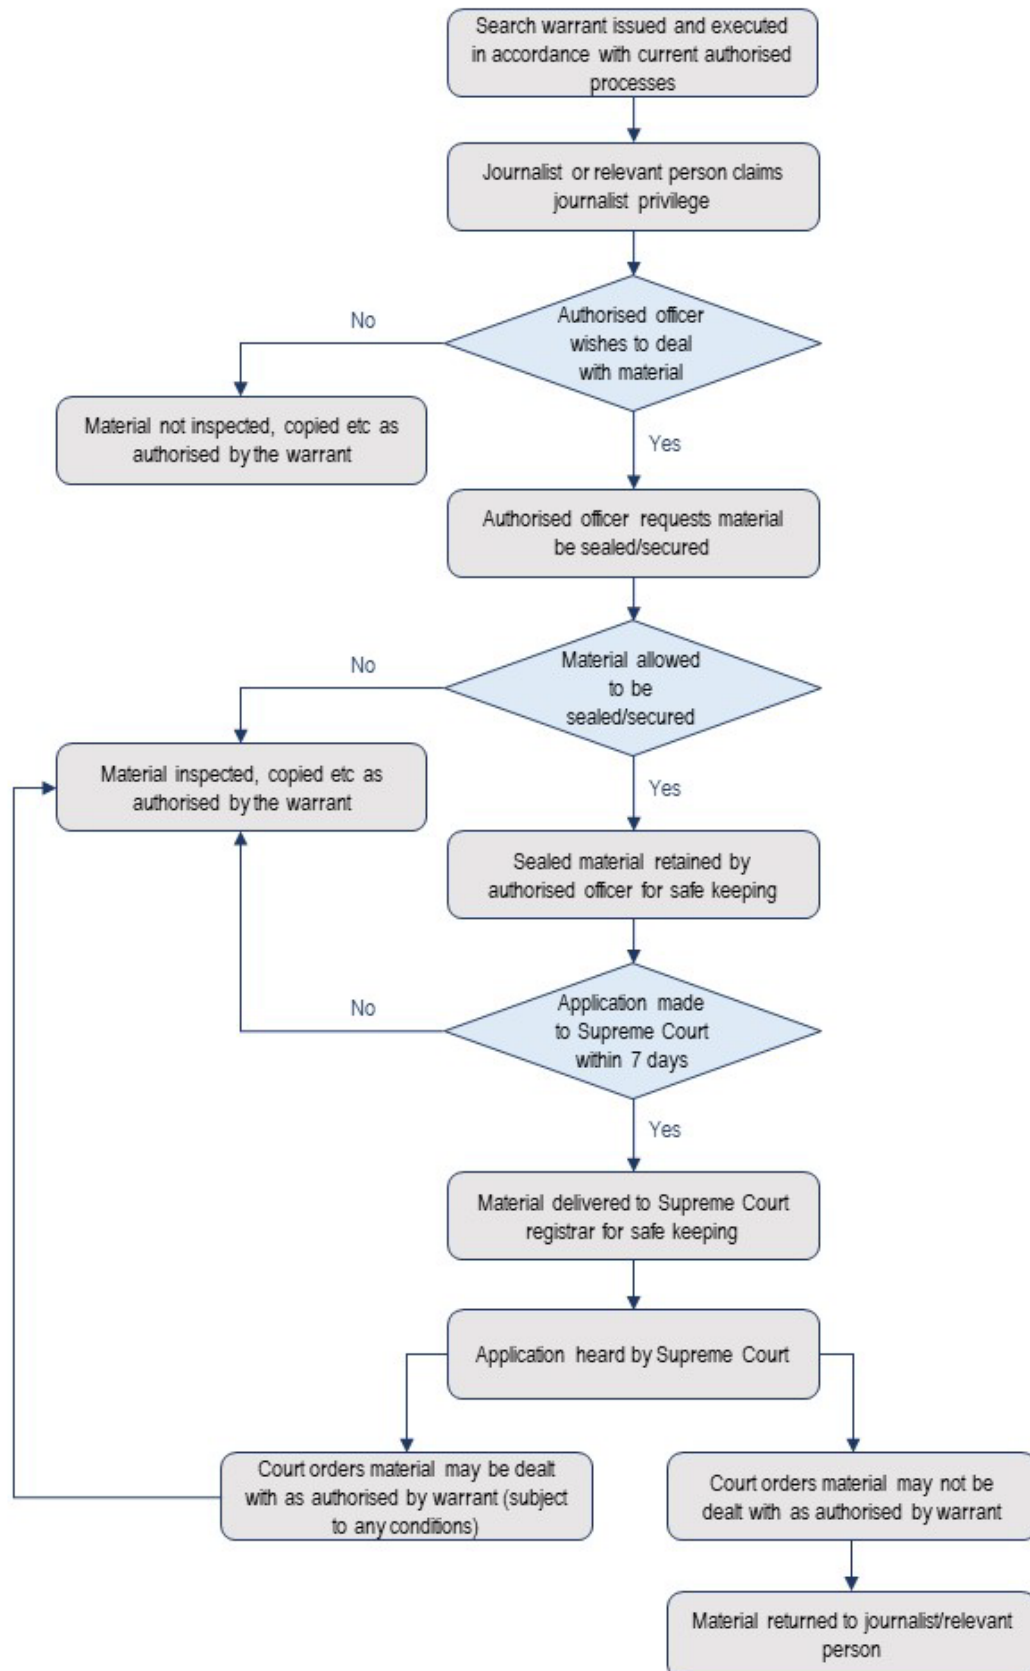 Search warrant issued and executed
in accordance with current authorised
processes
Journalist or relevant person claims
journalist privilege
Authorised officer
wishes to deal
with material
No
Material not inspected, copied etc as
authorised by the warrant
Yes
Authorised officer requests material
be sealed/secured
Material allowed
to be
sealed/secured
No
Material inspected, copied etc as
authorised by the warrant
Yes
Sealed material retained by
authorised officer for safe keeping
Application made
to Supreme Court
within 7 days
No
Yes
Material delivered to Supreme Court
registrar for safe keeping
Application heard by Supreme Court
Court orders material may be dealt
with as authorised by warrant (subject
to any conditions)
Court orders material may not be
dealt with as authorised by warrant
Material returned to journalist/relevant
person